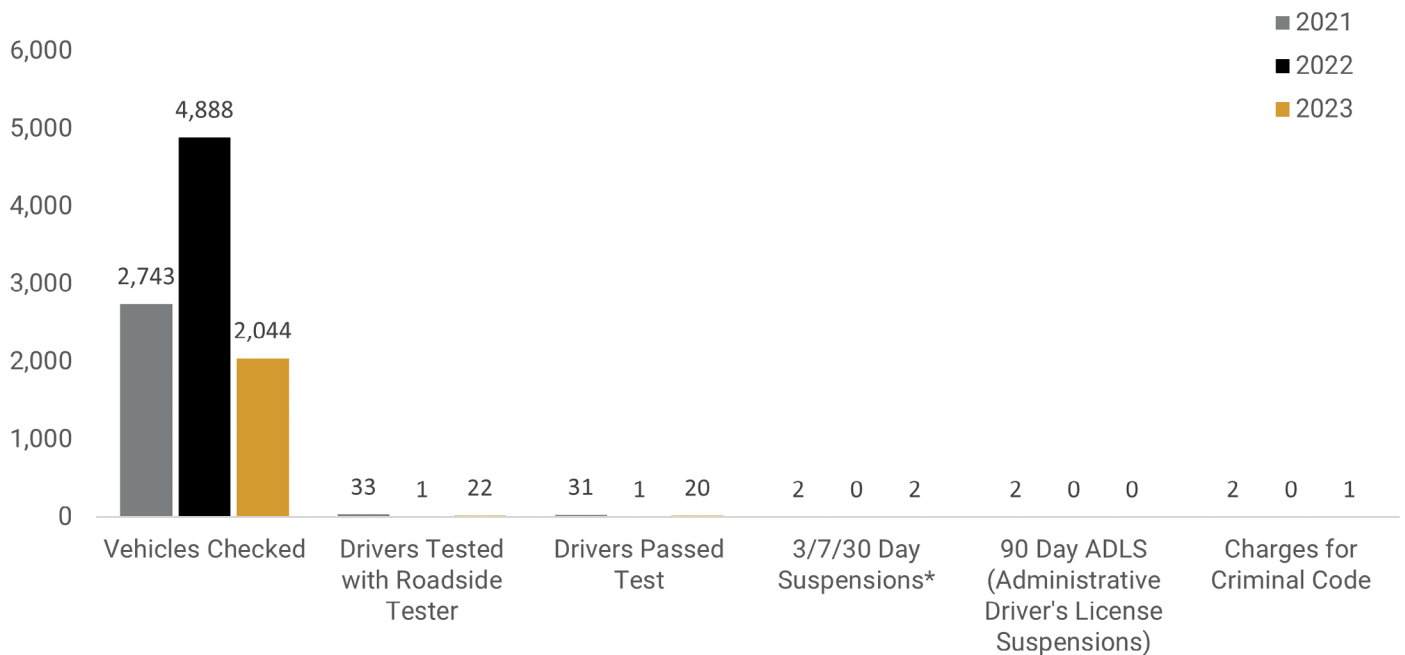 2021
2022
2023
6,000
5,000
4,000
3,000
2,000
1,000
0
2,743
4,888
2,044
33 1 22
31 1 20
2 0 2
2 0 0
2 0 1
Vehicles Checked
Drivers Tested
with Roadside
Tester
Drivers Passed
Test
3/7/30 Day
Suspensions*
90 Day ADLS
(Administrative
Driver's License
Suspensions)
Charges for
Criminal Code